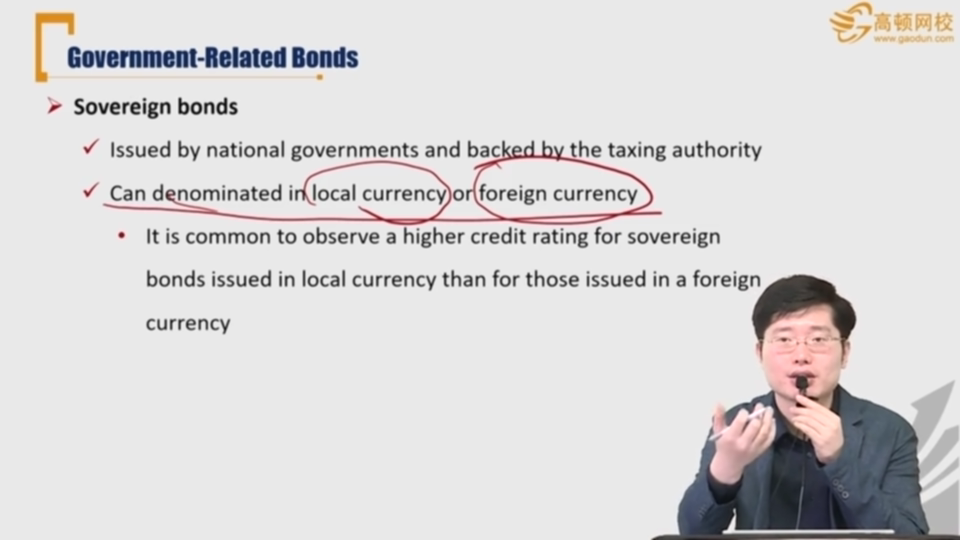 高顿网校
www.gaodun.com
Government-Related Bonds
Sovereign bonds
Issued by national governments and backed by the taxing authority
Can denominated in local currency or foreign currency
It is common to observe a higher credit rating for sovereign
bonds issued in local currency than for those issued in a foreign
currency